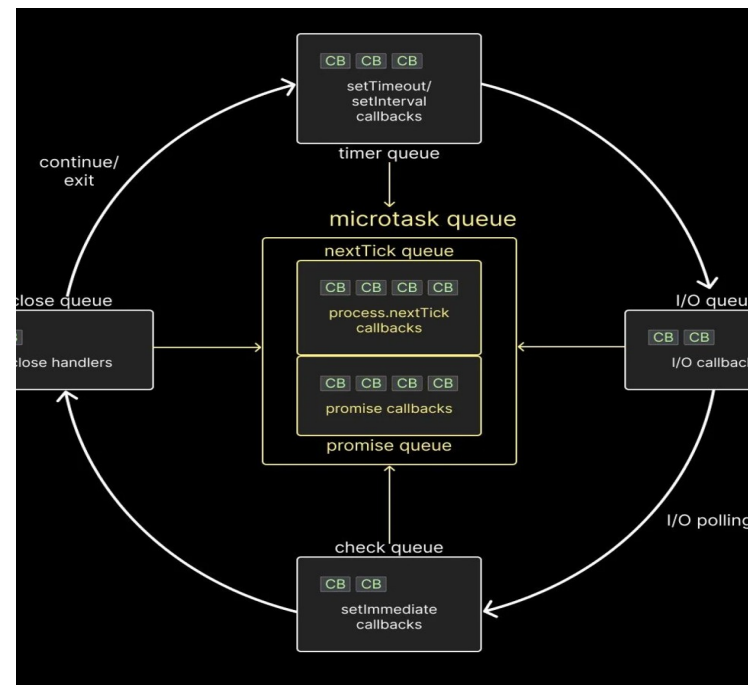 CB CB CB
setTimeout/
setInterval
callbacks
timer queue
continue/
exit
microtask queue
nextTick queue
CB CB CB CB
process.nextTick
callbacks
CB CB CB CB
promise callbacks
promise queue
close queue
close handlers
I/O queu
CB CB
I/O callbac
I/O polling
check queue
CB CB
setImmediate
callbacks